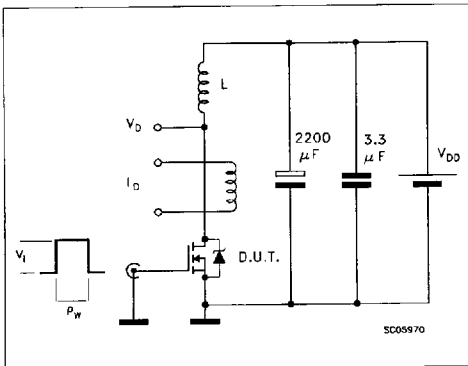 L
V_D
2200
μF
3.3
μF
V_DD
I_D
V_i
D.U.T.
P_W
SC05970